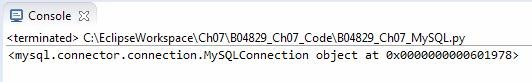 Console
<terminated> C:\EclipseWorkspace\Ch07\B04829_Ch07_Code\B04829_Ch07_MySQL.py
<mysql.connector.connection.MySQLConnection object at 0x0000000000601978>